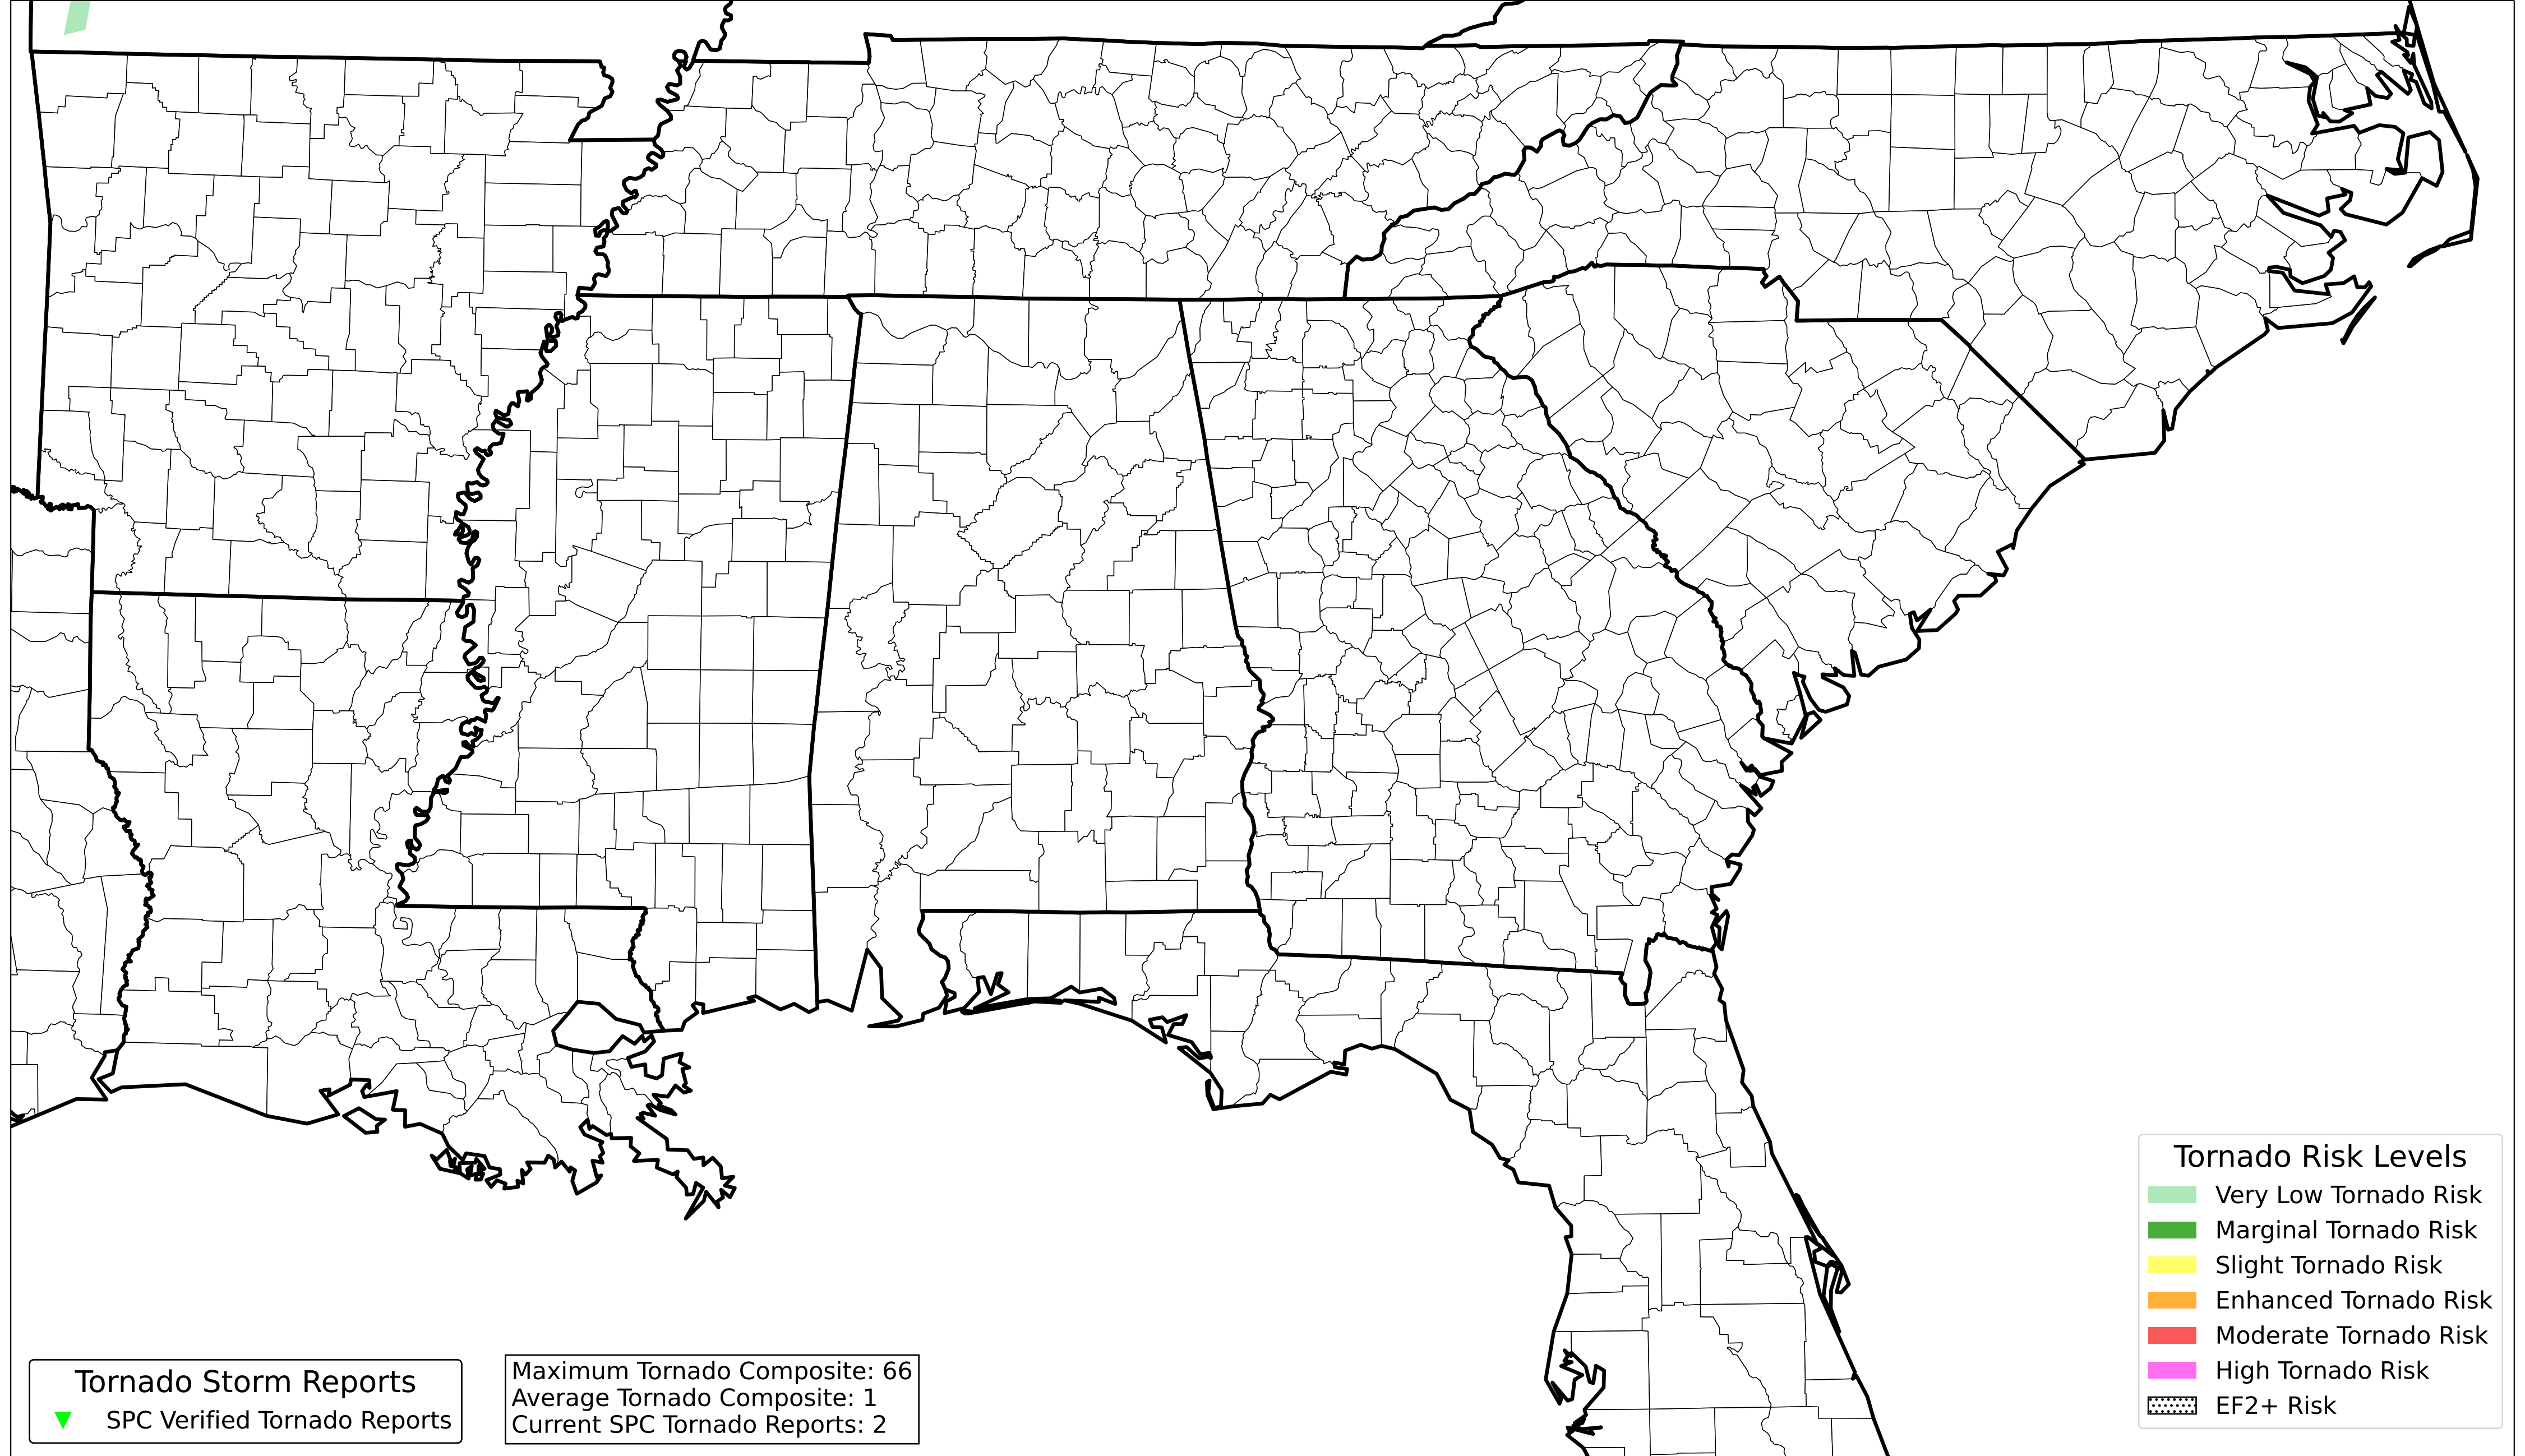 Tornado Storm Reports
SPC Verified Tornado Reports
Maximum Tornado Composite: 66
Average Tornado Composite: 1
Current SPC Tornado Reports: 2
Tornado Risk Levels
Very Low Tornado Risk
Marginal Tornado Risk
Slight Tornado Risk
Enhanced Tornado Risk
Moderate Tornado Risk
High Tornado Risk
EF2+ Risk